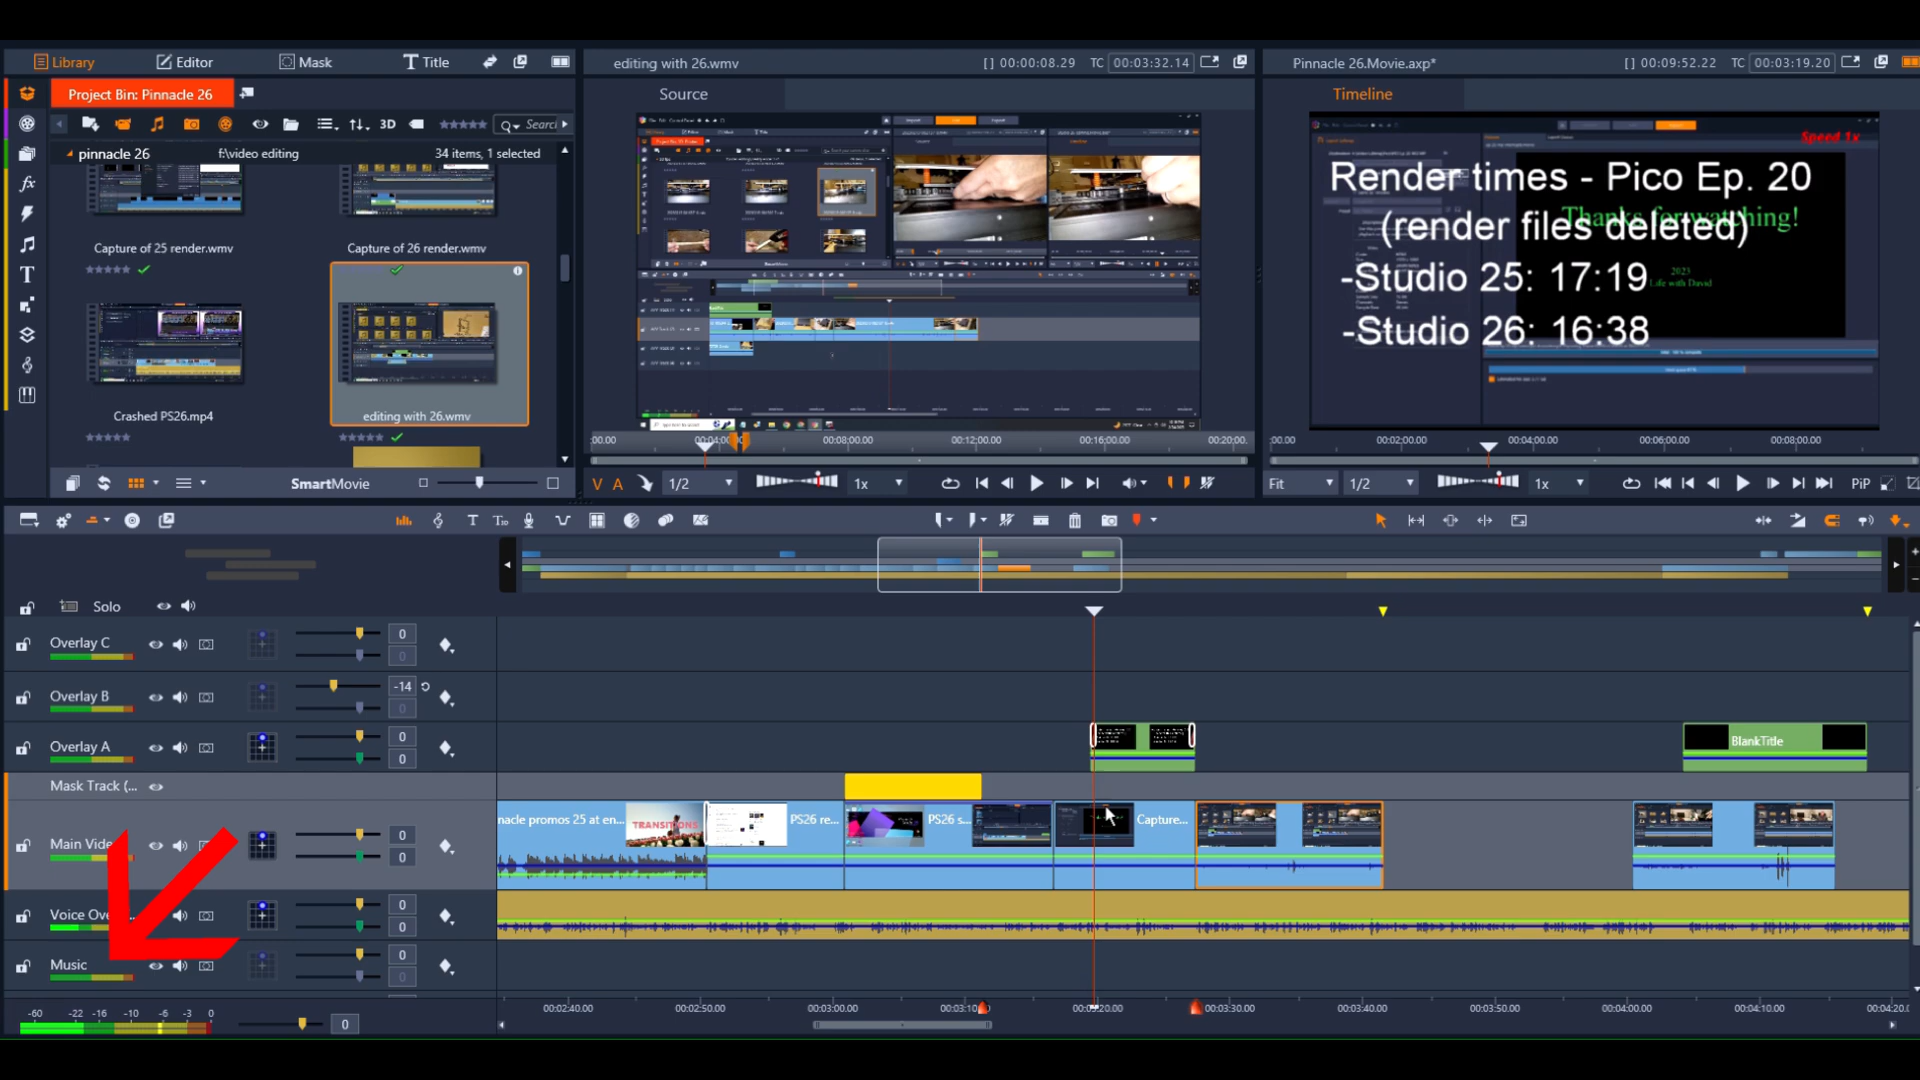 Library
Editor
Mask
Title
editing with 26.wmv
[ ] 00:00:08.29 TC 00:03:32.14
Pinnacle 26.Movie.axp*
[ ] 00:09:52.22 TC 00:03:19.20
Project Bin: Pinnacle 26
Source
Timeline
3D
Search
pinnacle 26
f:\video editing
34 items, 1 selected
Capture of 25 render.wmv
Capture of 26 render.wmv
Crashed PS26.mp4
editing with 26.wmv
Speed 1x
Render times - Pico Ep. 20
Thanks for watching!
(render files deleted)
-Studio 25: 17:19
2023
Life with David
-Studio 26: 16:38
:00.00 00:04:00;00 00:08:00;00 00:12:00;00 00:16:00;00 00:20:00.
:00.00 00:02:00;00 00:04:00;00 00:06:00;00 00:08:00;00
SmartMovie
V A
1/2
1x
Fit
1/2
1x
PiP
Solo
Overlay C
0
0
Overlay B
-14
0
Overlay A
0
0
BlankTitle
Mask Track (...
Main Vide
0
0
nacle promos 25 at en...
TRANSITIONS
PS26 re...
PS26 s...
Capture...
Voice Ov
0
0
Music
0
0
-60 -22 -16 -10 -6 -3 0
0
00:02:40.00 00:02:50.00 00:03:00.00 00:03:10 :20.00 00:03:30.00 00:03:40.00 00:03:50.00 00:04:00.00 00:04:10.00 00:04:20.0